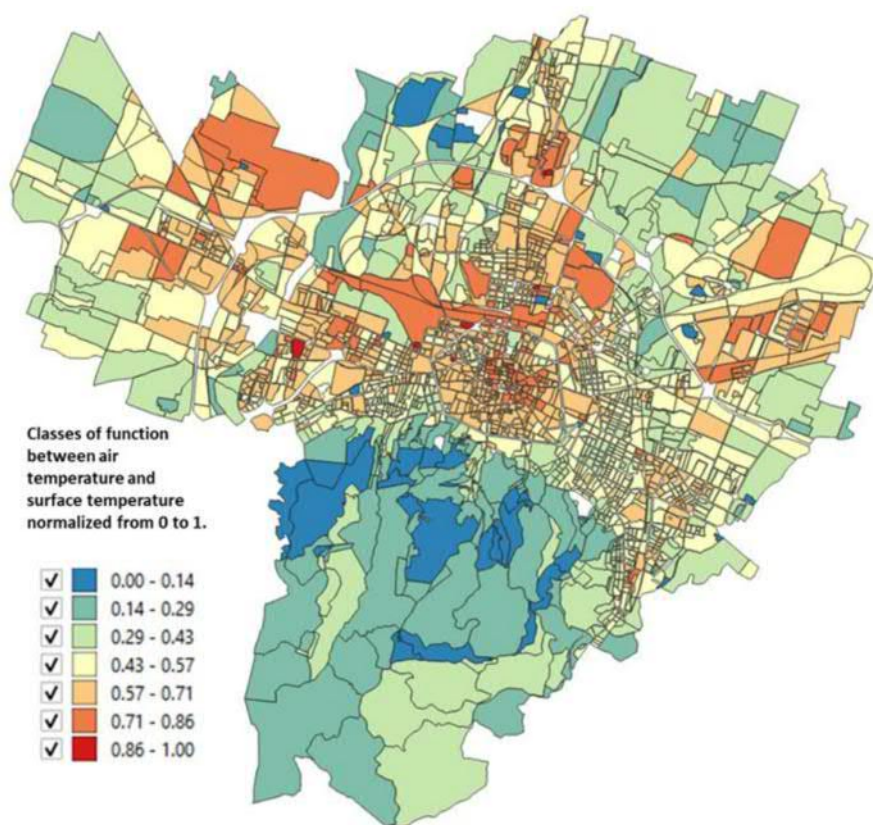 Classes of function
between air
temperature and
surface temperature
normalized from 0 to 1.
0.00 - 0.14
0.14 - 0.29
0.29 - 0.43
0.43 - 0.57
0.57 - 0.71
0.71 - 0.86
0.86 - 1.00